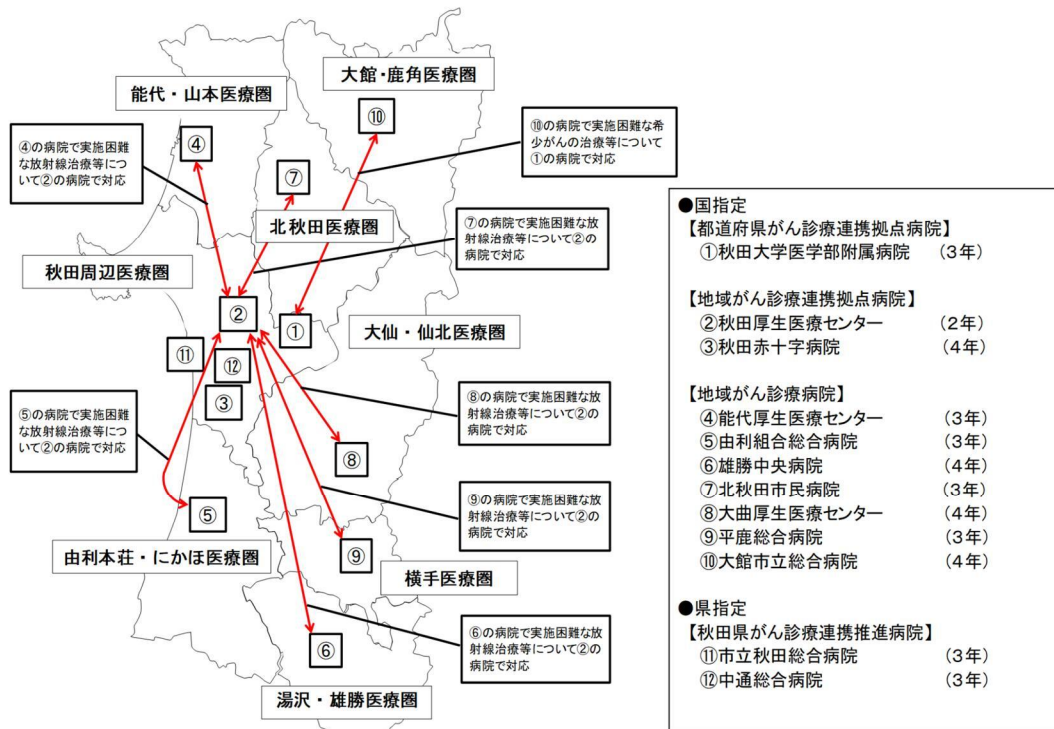 大館・鹿角医療圏
能代・山本医療圏
⑩
⑩の病院で実施困難な希
少がんの治療等について
①の病院で対応
④の病院で実施困難
な放射線治療等につ
いて②の病院で対応
④
⑦
北秋田医療圏
⑦の病院で実施困難な放
射線治療等について②の
病院で対応
秋田周辺医療圏
②
①
大仙・仙北医療圏
⑪
⑫
③
⑤の病院で実施困難
な放射線治療等につ
いて②の病院で対応
⑧の病院で実施困難な放
射線治療等について②の
病院で対応
⑧
⑨の病院で実施困難な放
射線治療等について②の
病院で対応
⑤
由利本荘・にかほ医療圏
⑨
横手医療圏
⑥の病院で実施困難な放
射線治療等について②の
病院で対応
⑥
湯沢・雄勝医療圏
●国指定
【都道府県がん診療連携拠点病院】
①秋田大学医学部附属病院 (3年)
【地域がん診療連携拠点病院】
②秋田厚生医療センター (2年)
③秋田赤十字病院 (4年)
【地域がん診療病院】
④能代厚生医療センター (3年)
⑤由利組合総合病院 (3年)
⑥雄勝中央病院 (4年)
⑦北秋田市民病院 (3年)
⑧大曲厚生医療センター (4年)
⑨平鹿総合病院 (3年)
⑩大館市立総合病院 (4年)
●県指定
【秋田県がん診療連携推進病院】
⑪市立秋田総合病院 (3年)
⑫中通総合病院 (3年)